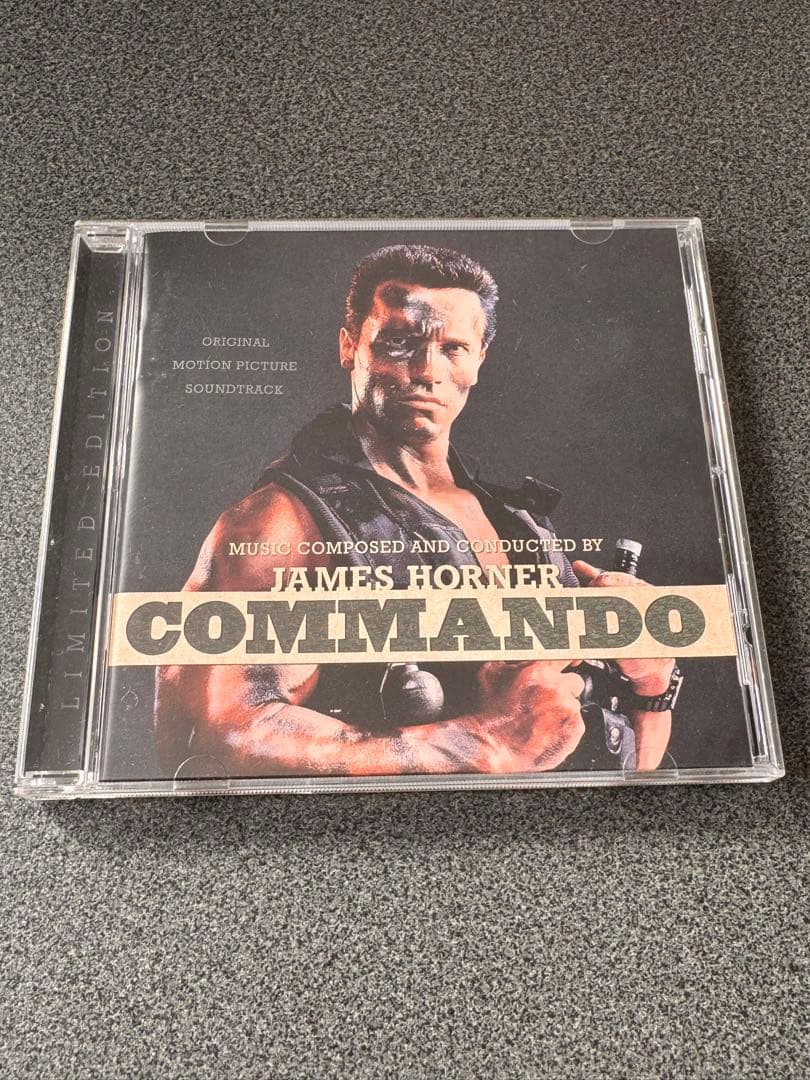 LIMITED EDITION
ORIGINAL
MOTION PICTURE
SOUNDTRACK
MUSIC COMPOSED AND CONDUCTED BY
JAMES HORNER
COMMANDO